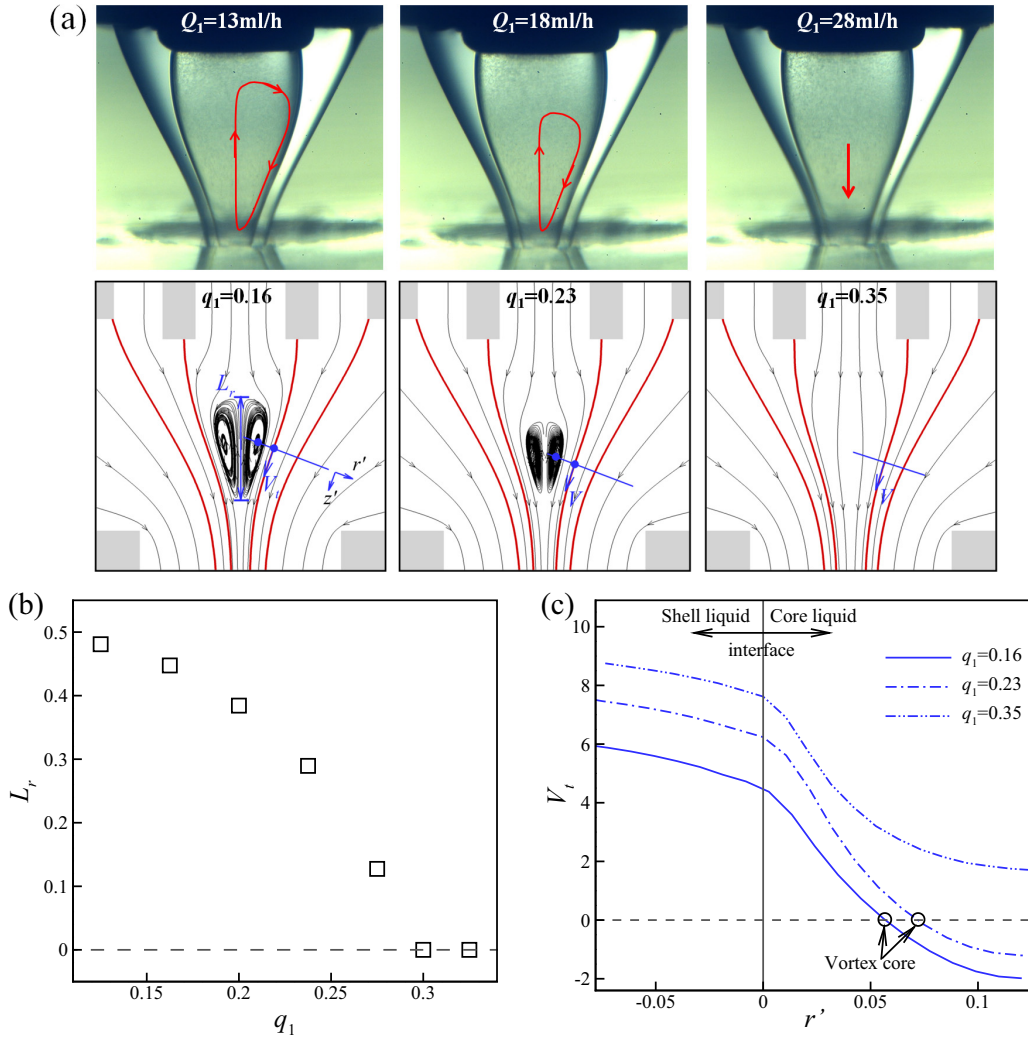 (a)
Q₁=13ml/h
Q₁=18ml/h
Q₁=28ml/h
q₁=0.16
q₁=0.23
q₁=0.35
Lᵣ
r'
z'
Vₜ
V
V
(b)
0.5
0.4
0.3
0.2
0.1
0
Lᵣ
0.15
0.2
0.25
0.3
q₁
(c)
10
8
6
4
2
0
-2
Vₜ
Shell liquid
Core liquid
interface
q₁=0.16
q₁=0.23
q₁=0.35
Vortex core
-0.05
0
0.05
0.1
r’